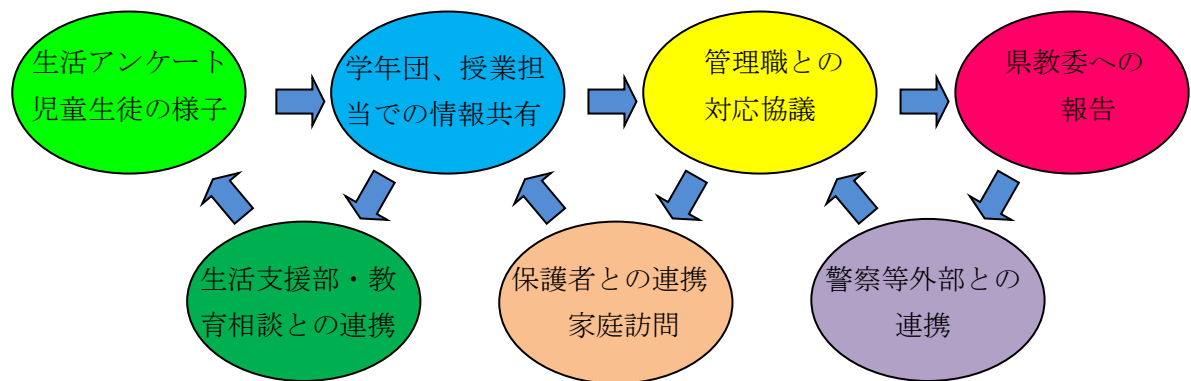 生活アンケート
児童生徒の様子
学年団、授業担
当での情報共有
管理職との
対応協議
県教委への
報告
生活支援部・教
育相談との連携
保護者との連携
家庭訪問
警察等外部との
連携